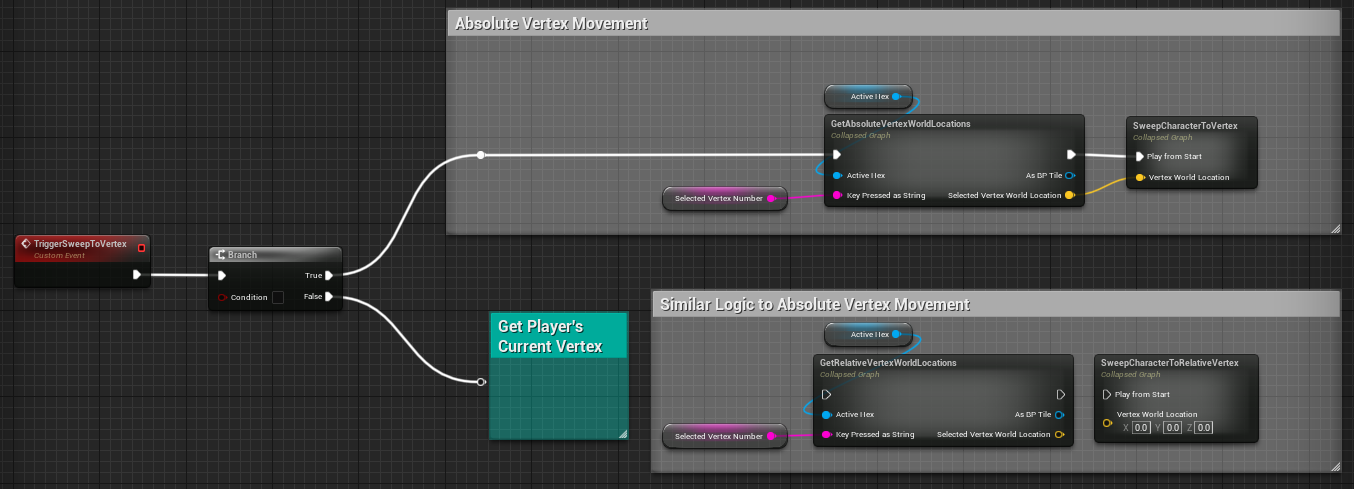 Absolute Vertex Movement
Active Hex
GetAbsoluteVertexWorldLocations
Collapsed Graph
Active Hex
As BP Tile
Key Pressed as String
Selected Vertex World Location
SweepCharacterToVertex
Collapsed Graph
Play from Start
Vertex World Location
Selected Vertex Number
TriggerSweepToVertex
Custom Event
Branch
True
Condition
False
Get Player's
Current Vertex
Similar Logic to Absolute Vertex Movement
Active Hex
GetRelativeVertexWorldLocations
Collapsed Graph
Active Hex
As BP Tile
Key Pressed as String
Selected Vertex World Location
Selected Vertex Number
SweepCharacterToRelativeVertex
Collapsed Graph
Play from Start
Vertex World Location
X 0.0 Y 0.0 Z 0.0